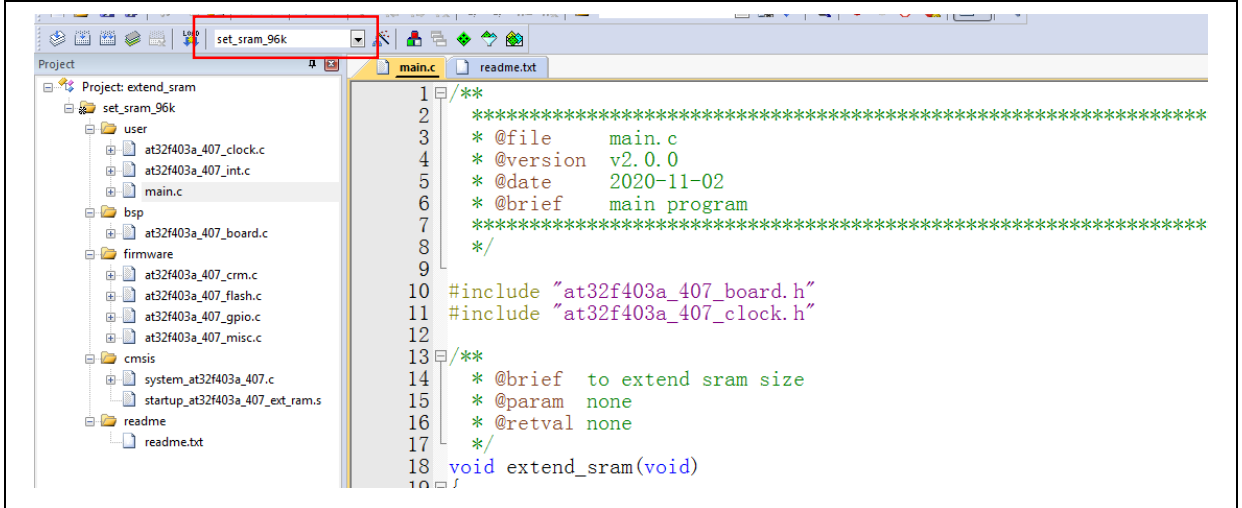 LOAD
set_sram_96k
Project
Project: extend_sram
set_sram_96k
user
at32f403a_407_clock.c
at32f403a_407_int.c
main.c
bsp
at32f403a_407_board.c
firmware
at32f403a_407_crm.c
at32f403a_407_flash.c
at32f403a_407_gpio.c
at32f403a_407_misc.c
cmsis
system_at32f403a_407.c
startup_at32f403a_407_ext_ram.s
readme
readme.txt
main.c readme.txt
1 /**
2 *******************************************************************
3 * @file main.c
4 * @version v2.0.0
5 * @date 2020-11-02
6 * @brief main program
7 *******************************************************************
8 */
9
10 #include "at32f403a_407_board.h"
11 #include "at32f403a_407_clock.h"
12
13 /**
14 * @brief to extend sram size
15 * @param none
16 * @retval none
17 */
18 void extend_sram(void)
19 {